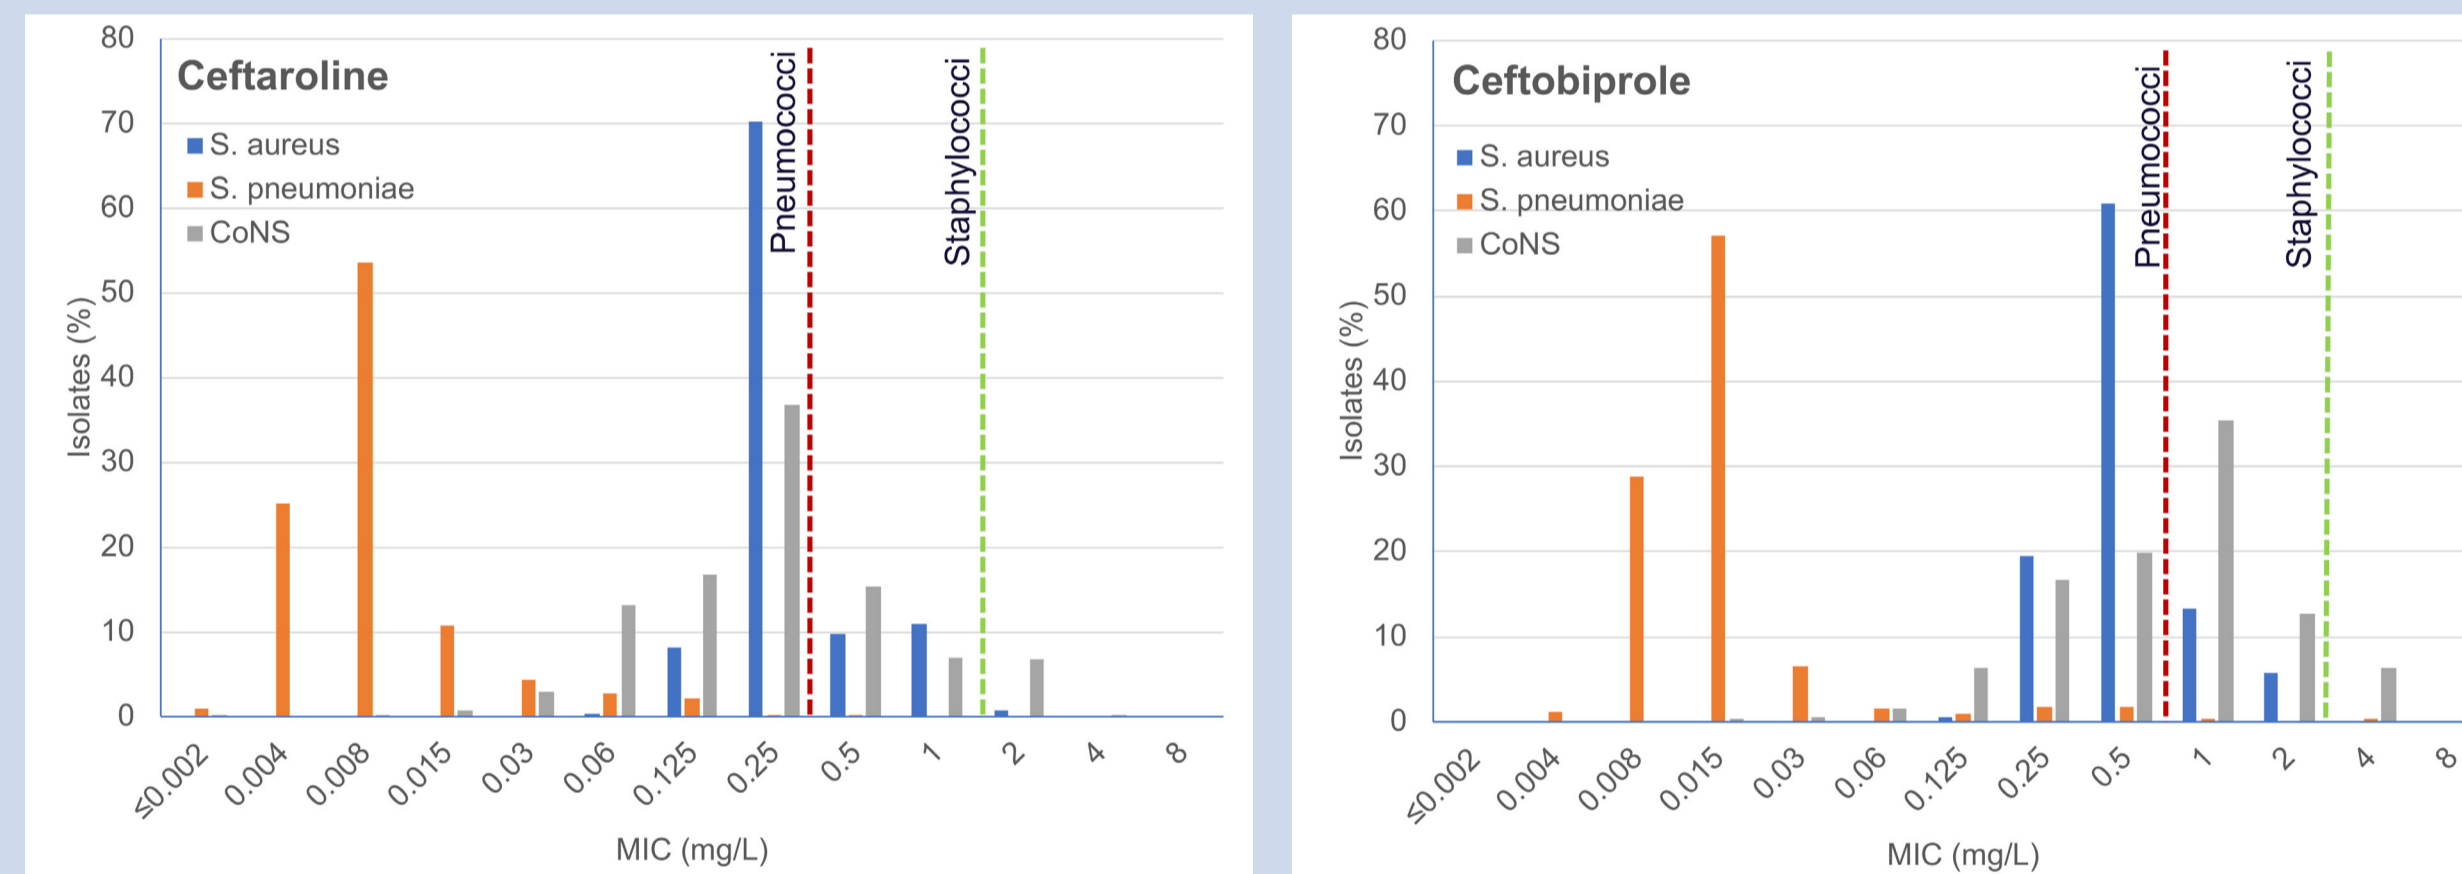 Ceftaroline
S. aureus
S. pneumoniae
CoNS
Pneumococci
Staphylococci
80
70
60
50
40
30
20
10
0
Isolates (%)
≤0.002
0.004
0.008
0.015
0.03
0.06
0.125
0.25
0.5
1
2
4
8
MIC (mg/L)
Ceftobiprole
S. aureus
S. pneumoniae
CoNS
Pneumococci
Staphylococci
80
70
60
50
40
30
20
10
0
Isolates (%)
≤0.002
0.004
0.008
0.015
0.03
0.06
0.125
0.25
0.5
1
2
4
8
MIC (mg/L)